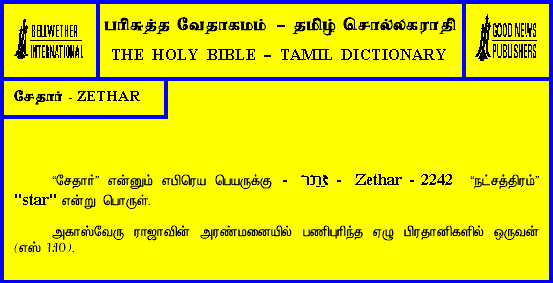 BELLWETHER
INTERNATIONAL
பரிசுத்த வேதாகமம் – தமிழ் சொல்லகராதி
THE HOLY BIBLE – TAMIL DICTIONARY
GOOD NEWS
PUBLISHERS
சேதார் - ZETHAR
“சேதார்” என்னும் எபிரெய பெயருக்கு - זֵתַר - Zethar - 2242 “நட்சத்திரம்”
"star" என்று பொருள்.
அகாஸ்வேரு ராஜாவின் அரண்மனையில் பணிபுரிந்த ஏழு பிரதானிகளில் ஒருவன்
(எஸ் 1:10).